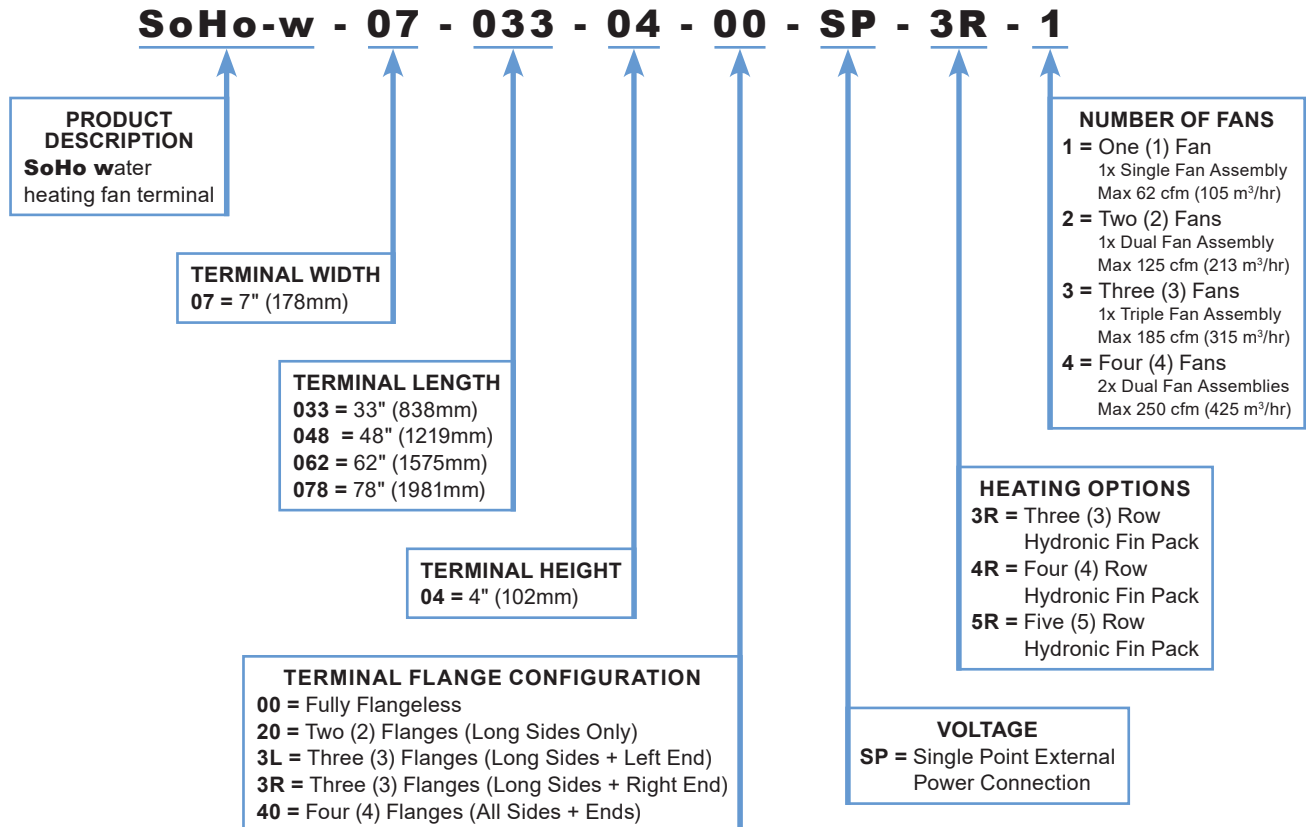 SoHo-w - 07 - 033 - 04 - 00 - SP - 3R - 1
PRODUCT
DESCRIPTION
SoHo water
heating fan terminal
TERMINAL WIDTH
07 = 7" (178mm)
TERMINAL LENGTH
033 = 33" (838mm)
048 = 48" (1219mm)
062 = 62" (1575mm)
078 = 78" (1981mm)
TERMINAL HEIGHT
04 = 4" (102mm)
TERMINAL FLANGE CONFIGURATION
00 = Fully Flangeless
20 = Two (2) Flanges (Long Sides Only)
3L = Three (3) Flanges (Long Sides + Left End)
3R = Three (3) Flanges (Long Sides + Right End)
40 = Four (4) Flanges (All Sides + Ends)
VOLTAGE
SP = Single Point External
Power Connection
HEATING OPTIONS
3R = Three (3) Row
Hydronic Fin Pack
4R = Four (4) Row
Hydronic Fin Pack
5R = Five (5) Row
Hydronic Fin Pack
NUMBER OF FANS
1 = One (1) Fan
1x Single Fan Assembly
Max 62 cfm (105 m³/hr)
2 = Two (2) Fans
1x Dual Fan Assembly
Max 125 cfm (213 m³/hr)
3 = Three (3) Fans
1x Triple Fan Assembly
Max 185 cfm (315 m³/hr)
4 = Four (4) Fans
2x Dual Fan Assemblies
Max 250 cfm (425 m³/hr)